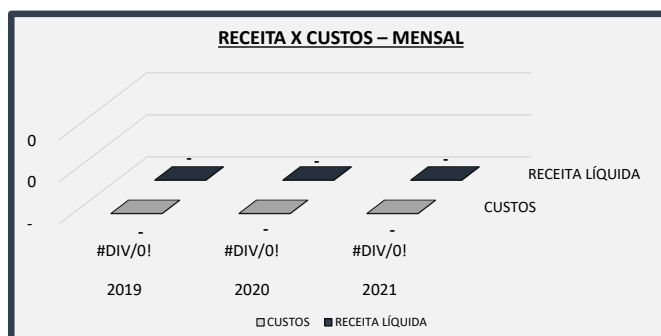 RECEITA X CUSTOS – MENSAL
0
0
-
- - -
RECEITA LÍQUIDA
CUSTOS
- - -
#DIV/0! #DIV/0! #DIV/0!
2019 2020 2021
CUSTOS RECEITA LÍQUIDA